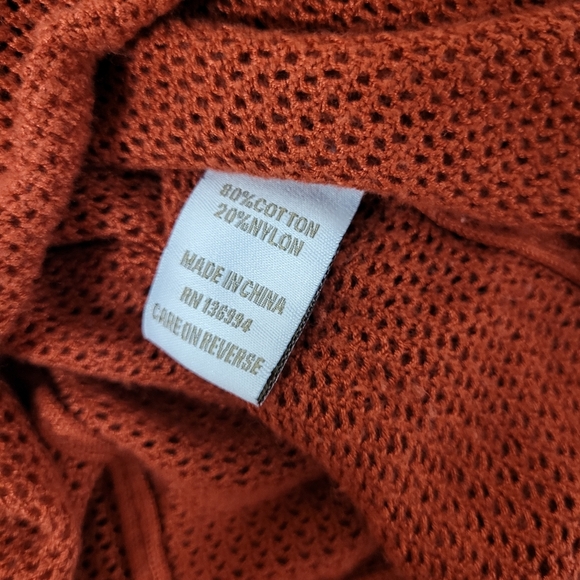 80%COTTON
20%NYLON
MADE IN CHINA
RN 136994
CARE ON REVERSE